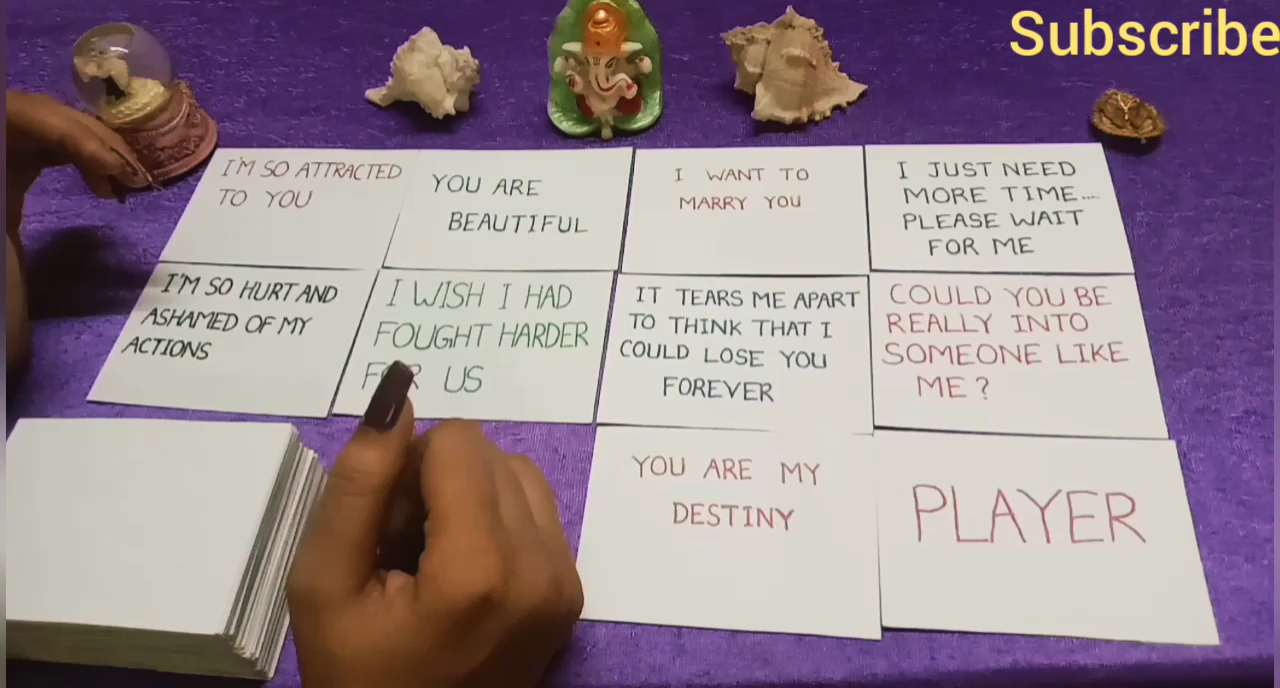 Subscribe
I'M SO ATTRACTED
TO YOU
YOU ARE
BEAUTIFUL
I WANT TO
MARRY YOU
I JUST NEED
MORE TIME....
PLEASE WAIT
FOR ME
I'M SO HURT AND
ASHAMED OF MY
ACTIONS
I WISH I HAD
FOUGHT HARDER
FOR US
IT TEARS ME APART
TO THINK THAT I
COULD LOSE YOU
FOREVER
COULD YOU BE
REALLY INTO
SOMEONE LIKE
ME?
YOU ARE MY
DESTINY
PLAYER